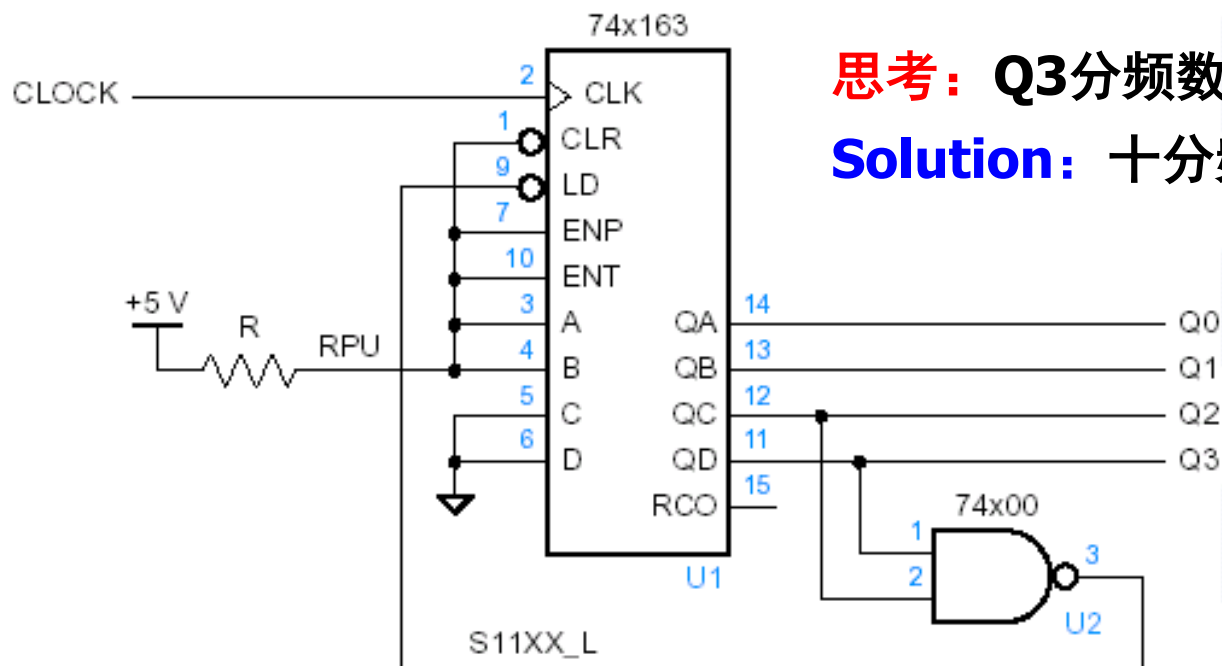 74x163
思考：Q3分频数
Solution：十分
CLOCK
2
CLK
1
CLR
9
LD
7
ENP
10
ENT
3
A
QA
14
Q0
+5 V
R
RPU
4
B
QB
13
Q1
5
C
QC
12
Q2
6
D
QD
11
Q3
RCO
15
74x00
1
2
3
U1
U2
S11XX_L